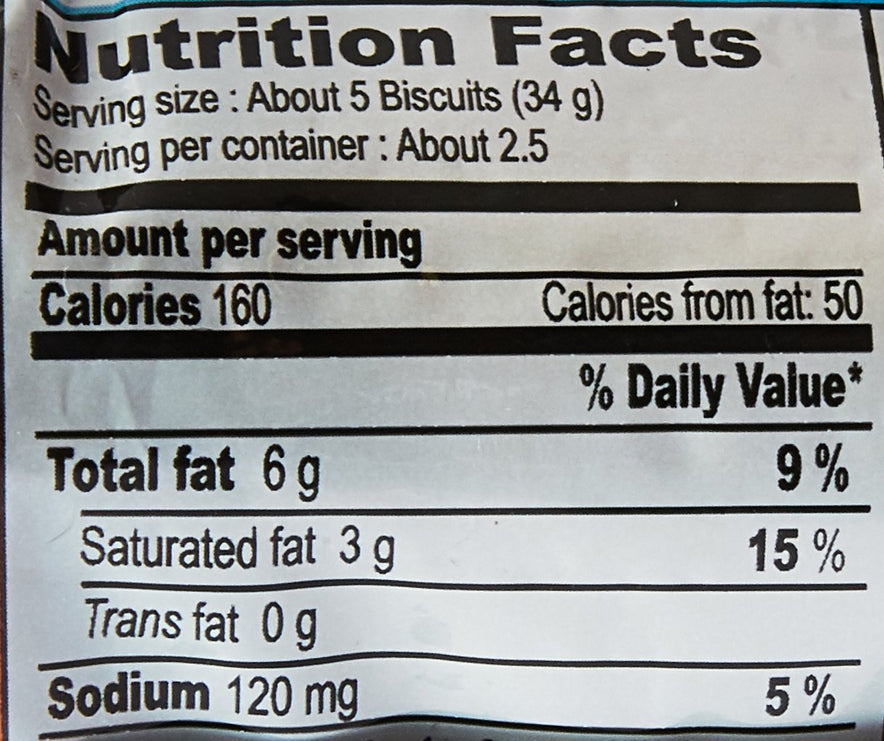 Nutrition Facts
Serving size : About 5 Biscuits (34 g)
Serving per container : About 2.5
Amount per serving
Calories 160 Calories from fat: 50
% Daily Value*
Total fat 6 g 9 %
Saturated fat 3 g 15 %
Trans fat 0 g
Sodium 120 mg 5 %